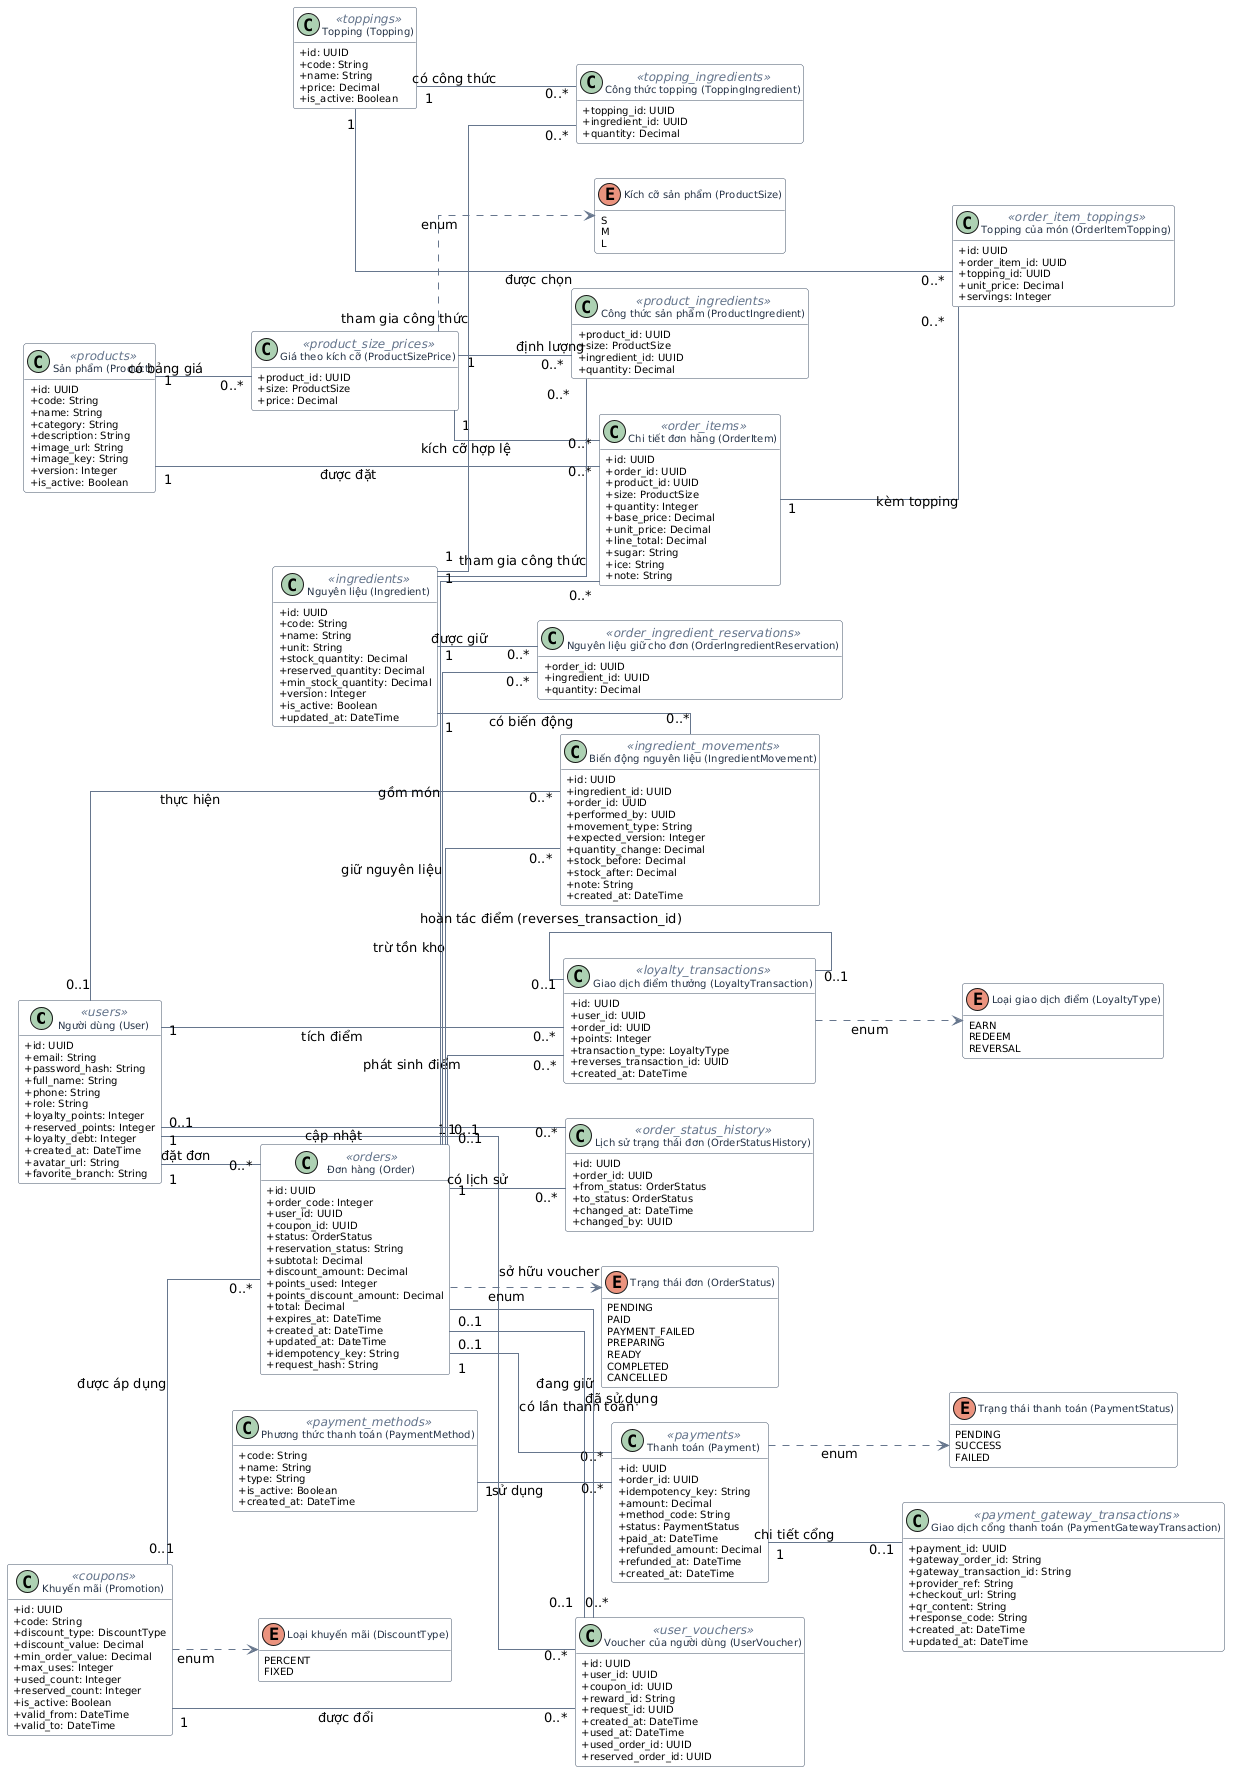 «toppings»
Topping (Topping)
+id: UUID
+code: String
+name: String
+price: Decimal
+is_active: Boolean
có công thức
1
0..*
1
«topping_ingredients»
Công thức topping (ToppingIngredient)
+topping_id: UUID
+ingredient_id: UUID
+quantity: Decimal
0..*
Kích cỡ sản phẩm (ProductSize)
S
M
L
enum
«order_item_toppings»
Topping của món (OrderItemTopping)
+id: UUID
+order_item_id: UUID
+topping_id: UUID
+unit_price: Decimal
+servings: Integer
được chọn
0..*
0..*
«product_ingredients»
Công thức sản phẩm (ProductIngredient)
+product_id: UUID
+size: ProductSize
+ingredient_id: UUID
+quantity: Decimal
tham gia công thức
định lượng
1
0..*
0..*
«product_size_prices»
Giá theo kích cỡ (ProductSizePrice)
+product_id: UUID
+size: ProductSize
+price: Decimal
«products»
Sản phẩm (Product)
+id: UUID
+code: String
+name: String
+category: String
+description: String
+image_url: String
+image_key: String
+version: Integer
+is_active: Boolean
có bảng giá
1
0..*
1
kích cỡ hợp lệ
0..*
được đặt
1
0..*
«order_items»
Chi tiết đơn hàng (OrderItem)
+id: UUID
+order_id: UUID
+product_id: UUID
+size: ProductSize
+quantity: Integer
+base_price: Decimal
+unit_price: Decimal
+line_total: Decimal
+sugar: String
+ice: String
+note: String
kèm topping
1
1
tham gia công thức
1
0..*
«ingredients»
Nguyên liệu (Ingredient)
+id: UUID
+code: String
+name: String
+unit: String
+stock_quantity: Decimal
+reserved_quantity: Decimal
+min_stock_quantity: Decimal
+version: Integer
+is_active: Boolean
+updated_at: DateTime
được giữ
1
0..*
0..*
«order_ingredient_reservations»
Nguyên liệu giữ cho đơn (OrderIngredientReservation)
+order_id: UUID
+ingredient_id: UUID
+quantity: Decimal
có biến động
1
0..*
«ingredient_movements»
Biến động nguyên liệu (IngredientMovement)
+id: UUID
+ingredient_id: UUID
+order_id: UUID
+performed_by: UUID
+movement_type: String
+expected_version: Integer
+quantity_change: Decimal
+stock_before: Decimal
+stock_after: Decimal
+note: String
+created_at: DateTime
thực hiện
gồm món
0..*
giữ nguyên liệu
0..*
hoàn tác điểm (reverses_transaction_id)
trừ tồn kho
0..1
0..1
0..1
«loyalty_transactions»
Giao dịch điểm thưởng (LoyaltyTransaction)
+id: UUID
+user_id: UUID
+order_id: UUID
+points: Integer
+transaction_type: LoyaltyType
+reverses_transaction_id: UUID
+created_at: DateTime
Loại giao dịch điểm (LoyaltyType)
EARN
REDEEM
REVERSAL
enum
«users»
Người dùng (User)
+id: UUID
+email: String
+password_hash: String
+full_name: String
+phone: String
+role: String
+loyalty_points: Integer
+reserved_points: Integer
+loyalty_debt: Integer
+created_at: DateTime
+avatar_url: String
+favorite_branch: String
1
tích điểm
0..*
phát sinh điểm
0..*
0..1
1
đặt đơn
1
0..*
cập nhật
1
1
0..1
0..1
0..*
«order_status_history»
Lịch sử trạng thái đơn (OrderStatusHistory)
+id: UUID
+order_id: UUID
+from_status: OrderStatus
+to_status: OrderStatus
+changed_at: DateTime
+changed_by: UUID
có lịch sử
1
0..*
«orders»
Đơn hàng (Order)
+id: UUID
+order_code: Integer
+user_id: UUID
+coupon_id: UUID
+status: OrderStatus
+reservation_status: String
+subtotal: Decimal
+discount_amount: Decimal
+points_used: Integer
+points_discount_amount: Decimal
+total: Decimal
+expires_at: DateTime
+created_at: DateTime
+updated_at: DateTime
+idempotency_key: String
+request_hash: String
0..*
sở hữu voucher
enum
0..1
0..1
1
Trạng thái đơn (OrderStatus)
PENDING
PAID
PAYMENT_FAILED
PREPARING
READY
COMPLETED
CANCELLED
được áp dụng
đang giữ
đã sử dụng
có lần thanh toán
«payment_methods»
Phương thức thanh toán (PaymentMethod)
+code: String
+name: String
+type: String
+is_active: Boolean
+created_at: DateTime
1
sử dụng
0..*
0..*
«payments»
Thanh toán (Payment)
+id: UUID
+order_id: UUID
+idempotency_key: String
+amount: Decimal
+method_code: String
+status: PaymentStatus
+paid_at: DateTime
+refunded_amount: Decimal
+refunded_at: DateTime
+created_at: DateTime
enum
Trạng thái thanh toán (PaymentStatus)
PENDING
SUCCESS
FAILED
chi tiết cổng
1
0..1
«payment_gateway_transactions»
Giao dịch cổng thanh toán (PaymentGatewayTransaction)
+payment_id: UUID
+gateway_order_id: String
+gateway_transaction_id: String
+provider_ref: String
+checkout_url: String
+qr_content: String
+response_code: String
+created_at: DateTime
+updated_at: DateTime
0..1
«coupons»
Khuyến mãi (Promotion)
+id: UUID
+code: String
+discount_type: DiscountType
+discount_value: Decimal
+min_order_value: Decimal
+max_uses: Integer
+used_count: Integer
+reserved_count: Integer
+is_active: Boolean
+valid_from: DateTime
+valid_to: DateTime
enum
Loại khuyến mãi (DiscountType)
PERCENT
FIXED
1
được đổi
0..*
0..1
0..*
0..*
«user_vouchers»
Voucher của người dùng (UserVoucher)
+id: UUID
+user_id: UUID
+coupon_id: UUID
+reward_id: String
+request_id: UUID
+created_at: DateTime
+used_at: DateTime
+used_order_id: UUID
+reserved_order_id: UUID